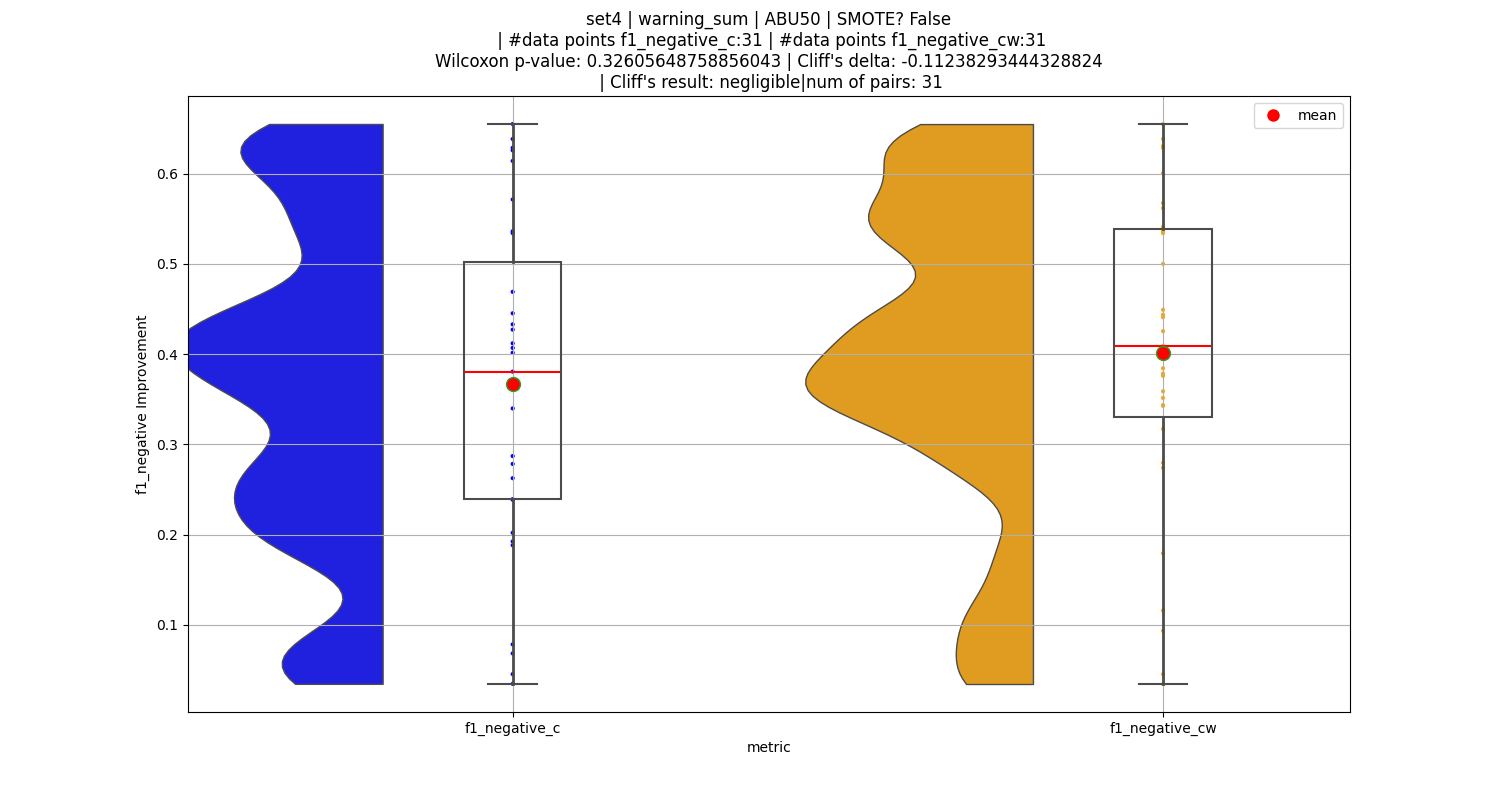 set4 | warning_sum | ABU50 | SMOTE? False
| #data points f1_negative_c:31 | #data points f1_negative_cw:31
Wilcoxon p-value: 0.32605648758856043 | Cliff's delta: -0.11238293444328824
| Cliff's result: negligible|num of pairs: 31
mean
0.6
0.5
0.4
0.3
0.2
0.1
f1_negative Improvement
f1_negative_c
f1_negative_cw
metric